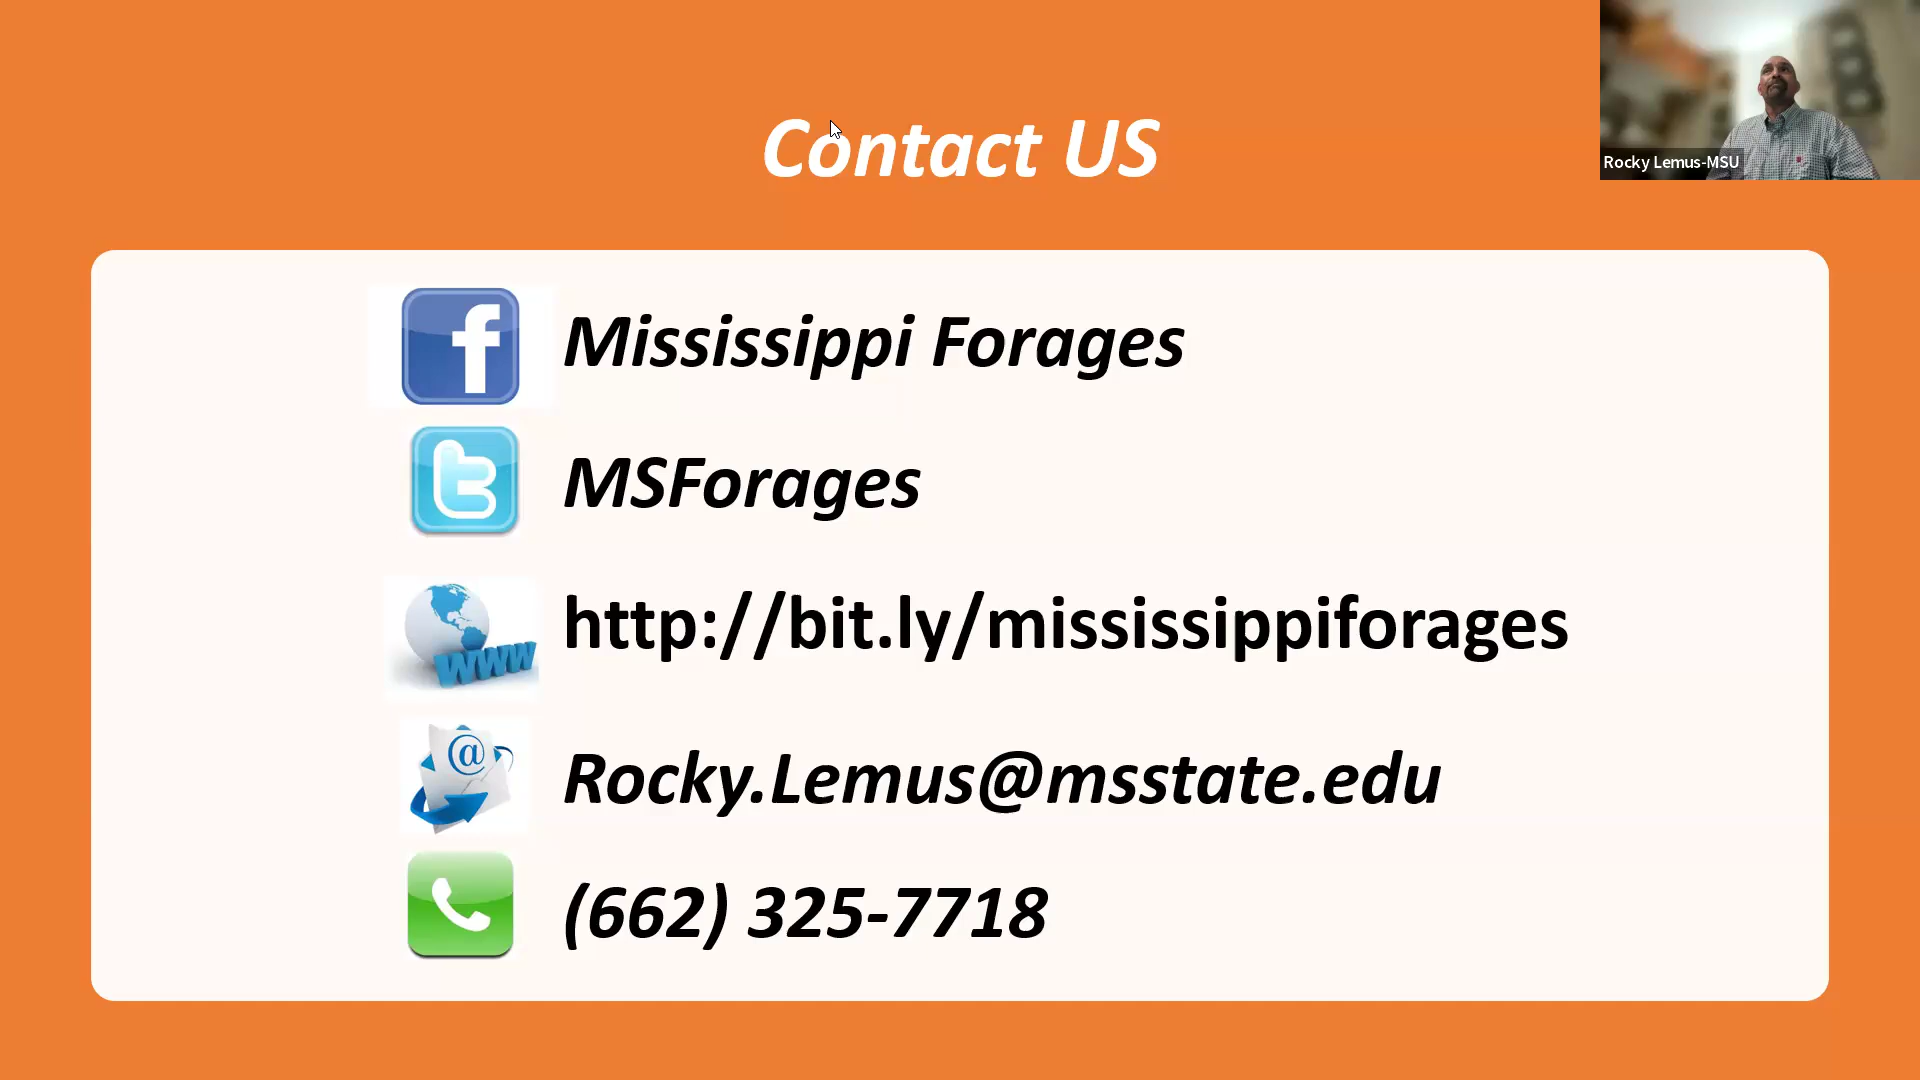 Contact US
Rocky Lemus-MSU
f
Mississippi Forages
t
MSForages
www
http://bit.ly/mississippiforages
@
Rocky.Lemus@msstate.edu
(662) 325-7718